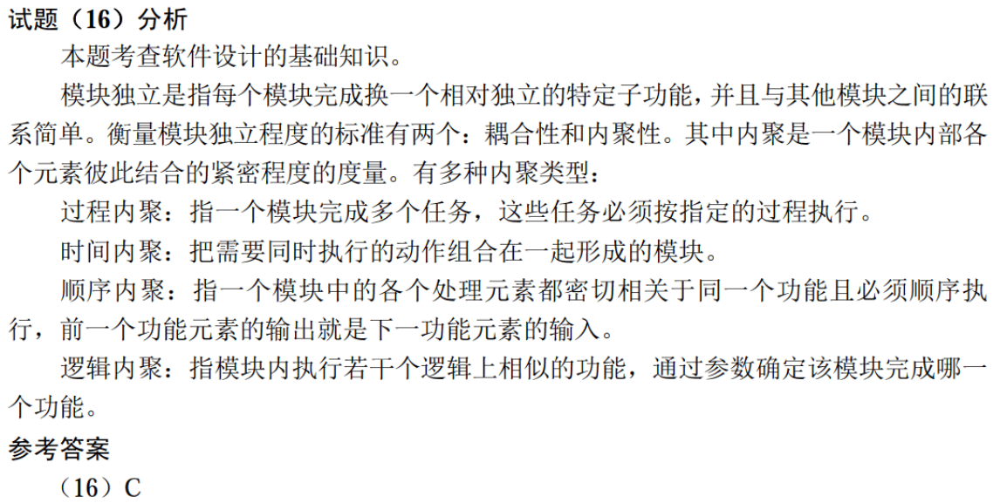 试题（16）分析
本题考查软件设计的基础知识。
模块独立是指每个模块完成换一个相对独立的特定子功能，并且与其他模块之间的联
系简单。衡量模块独立程度的标准有两个：耦合性和内聚性。其中内聚是一个模块内部各
个元素彼此结合的紧密程度的度量。有多种内聚类型：
过程内聚：指一个模块完成多个任务，这些任务必须按指定的过程执行。
时间内聚：把需要同时执行的动作组合在一起形成的模块。
顺序内聚：指一个模块中的各个处理元素都密切相关于同一个功能且必须顺序执
行，前一个功能元素的输出就是下一功能元素的输入。
逻辑内聚：指模块内执行若干个逻辑上相似的功能，通过参数确定该模块完成哪一
个功能。
参考答案
（16）C